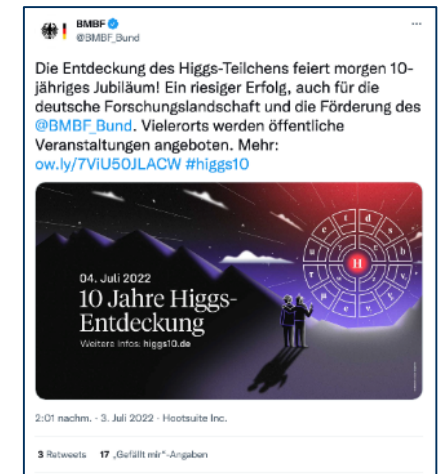 BMBF
@BMBF_Bund
Die Entdeckung des Higgs-Teilchens feiert morgen 10-
jähriges Jubiläum! Ein riesiger Erfolg, auch für die
deutsche Forschungslandschaft und die Förderung des
@BMBF_Bund. Vielerorts werden öffentliche
Veranstaltungen angeboten. Mehr:
ow.ly/7ViU50JLACW #higgs10
H
04. Juli 2022
10 Jahre Higgs-
Entdeckung
Weitere Infos: higgs10.de
2:01 nachm. · 3. Juli 2022 · Hootsuite Inc.
3 Retweets 17 „Gefällt mir“-Angaben